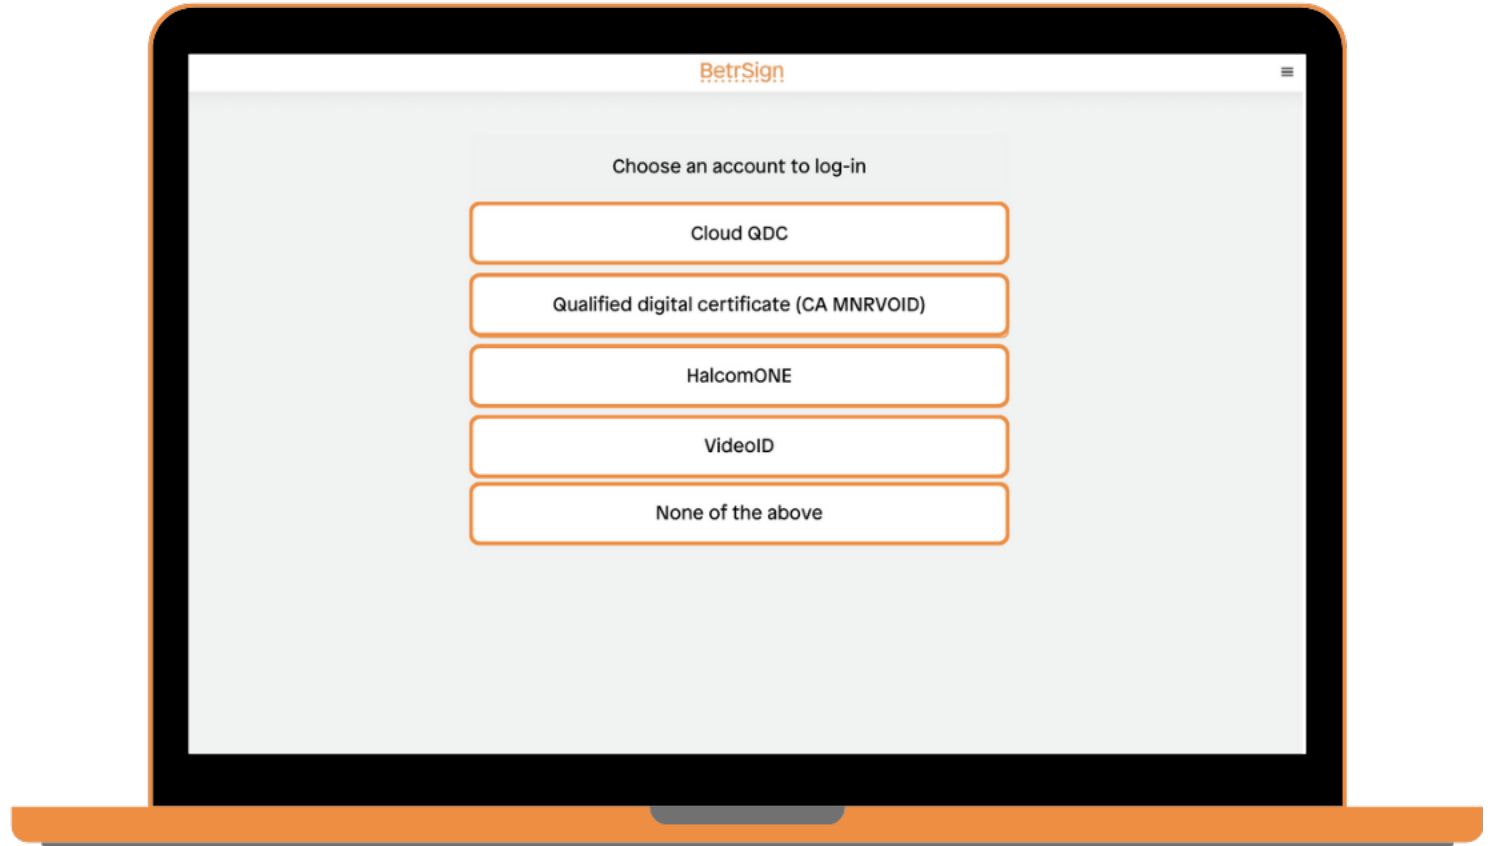 BetrSign
Choose an account to log-in
Cloud QDC
Qualified digital certificate (CA MNRVOID)
HalcomONE
VideoID
None of the above